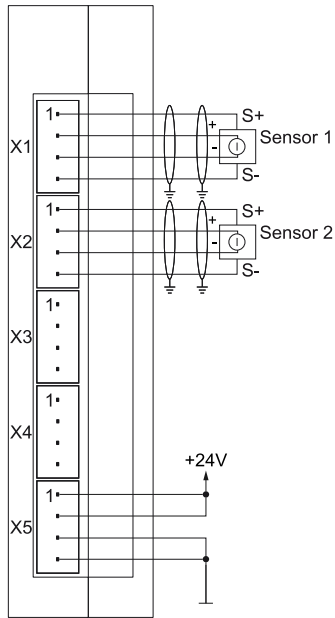 1 S+
X1 + Sensor 1
-
S-
1 S+
X2 + Sensor 2
-
S-
1
X3
1
X4
+24V
1
X5